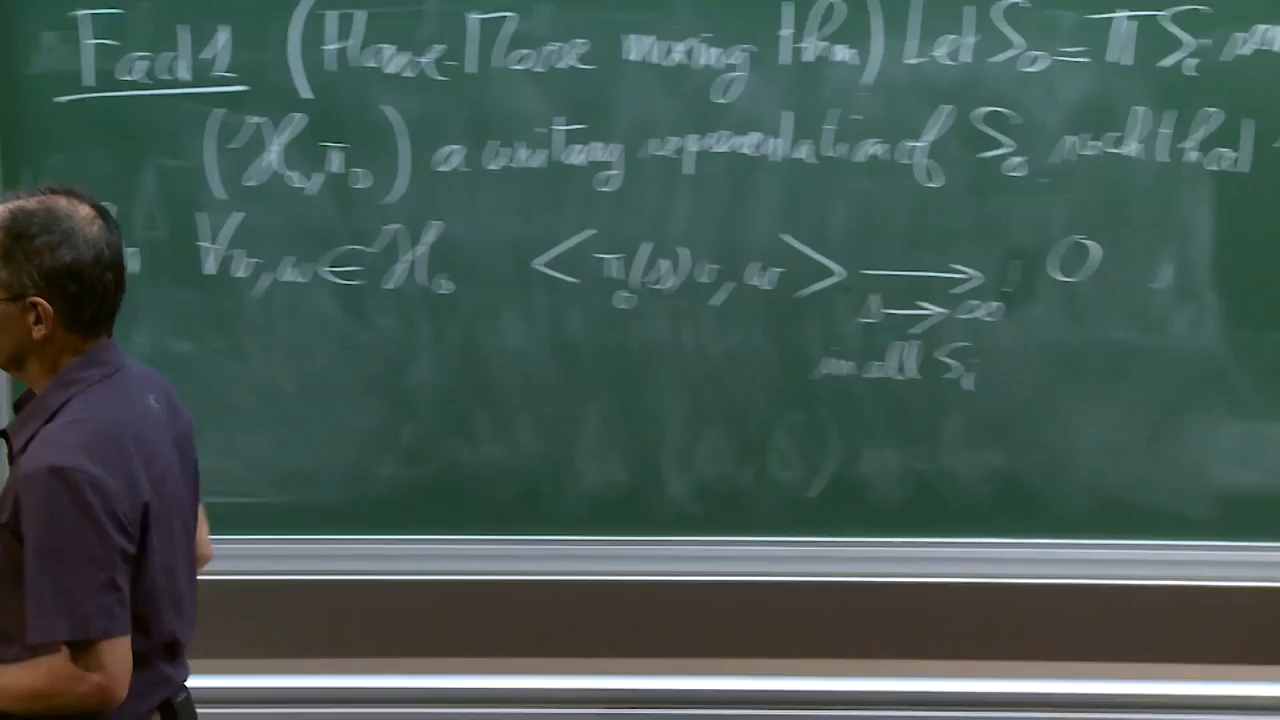 Fact 1 (Howe-Moore mixing thm) Let S₀ = Π Sᵢ
(ℋ₀, π₀) a unitary representation of S₀ such that
∀ v, w ∈ ℋ₀ < π₀(s)v, w > ⟶ 0,
s → ∞
in all Sᵢ